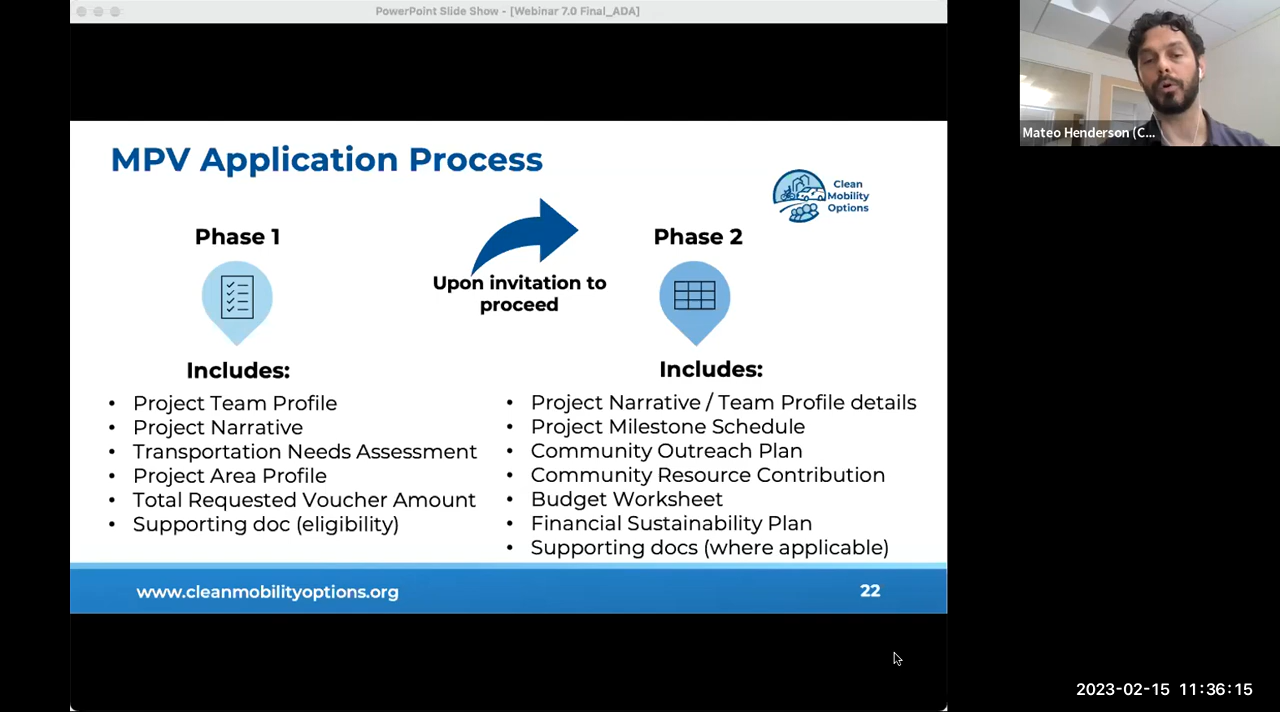 PowerPoint Slide Show - [Webinar 7.0 Final_ADA]
Mateo Henderson (C...
MPV Application Process
Clean
Mobility
Options
Phase 1
Upon invitation to
proceed
Phase 2
Includes:
• Project Team Profile
• Project Narrative
• Transportation Needs Assessment
• Project Area Profile
• Total Requested Voucher Amount
• Supporting doc (eligibility)
Includes:
• Project Narrative / Team Profile details
• Project Milestone Schedule
• Community Outreach Plan
• Community Resource Contribution
• Budget Worksheet
• Financial Sustainability Plan
• Supporting docs (where applicable)
www.cleanmobilityoptions.org
22
2023-02-15 11:36:15